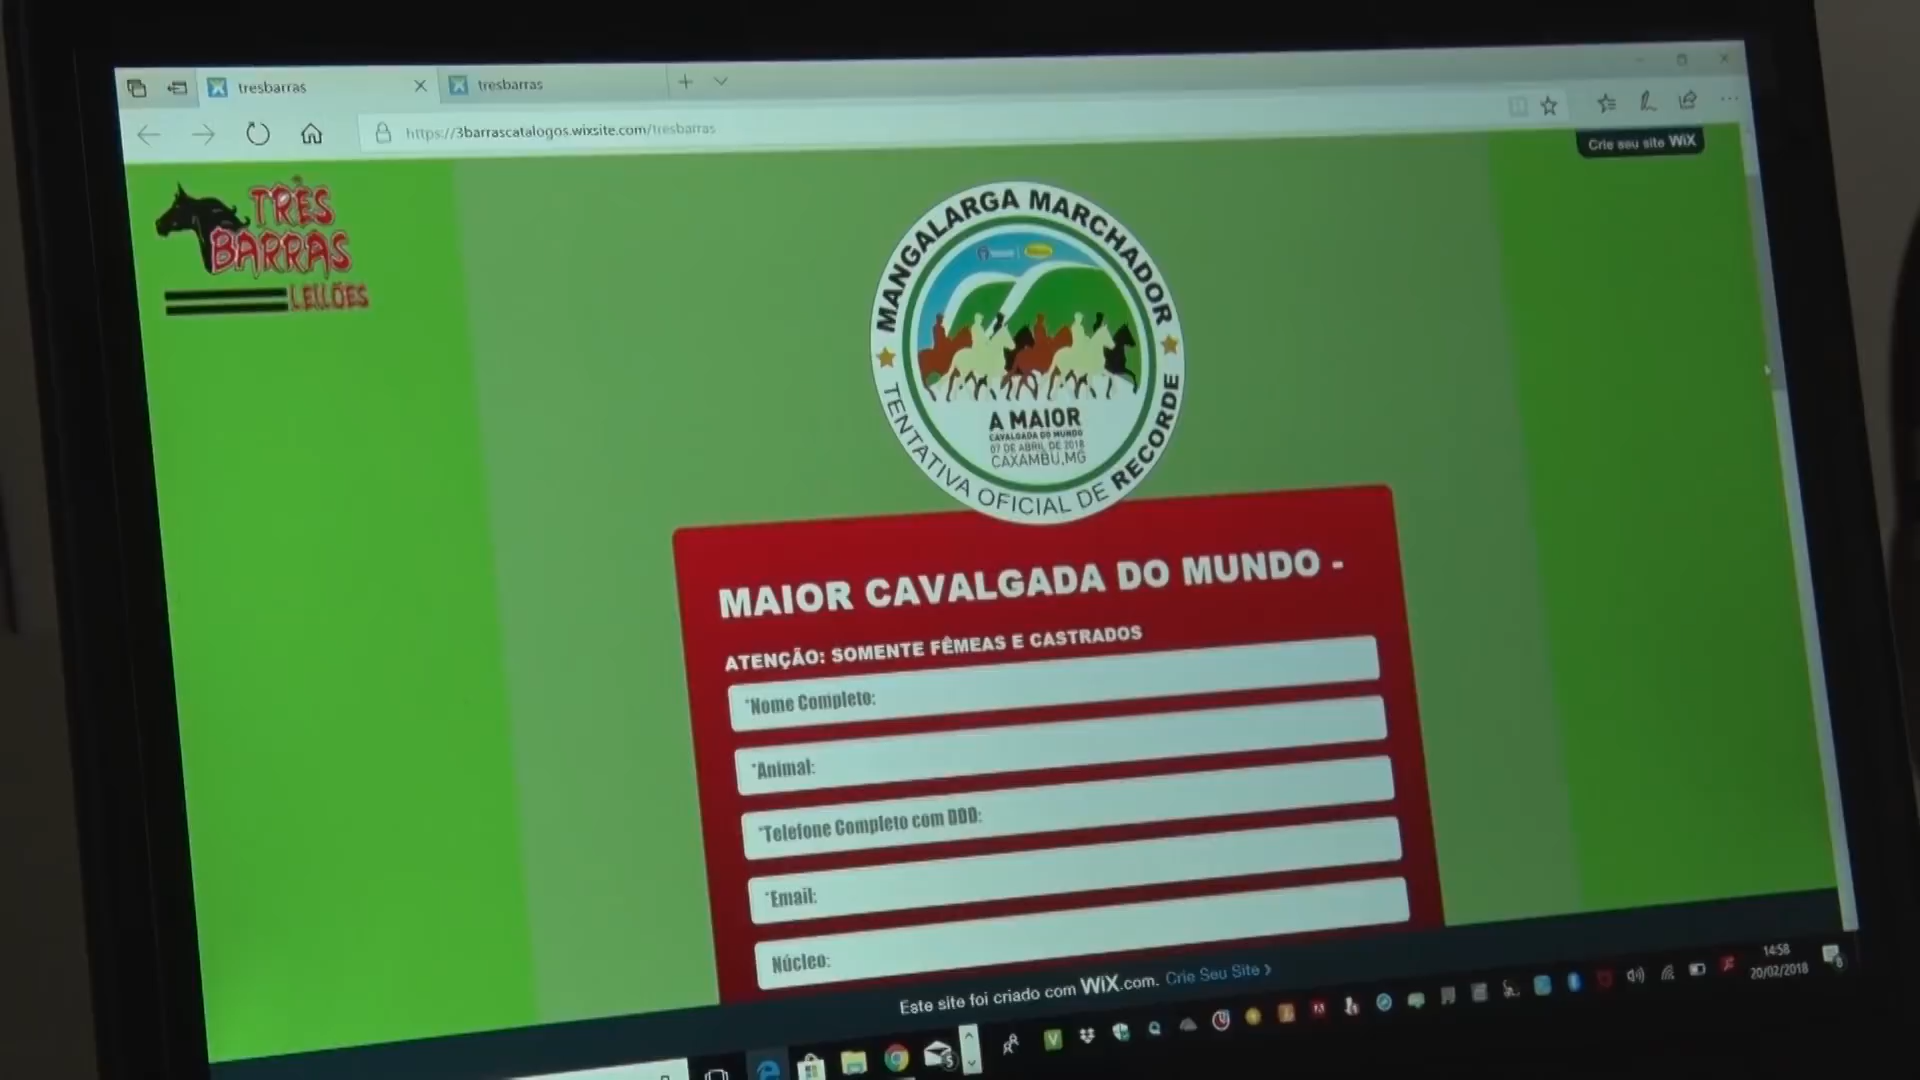 tresbarras
tresbarras
https://3barrascatalogos.wixsite.com/tresbarras
Crie seu site WiX
TRÊS
BARRAS
LEILÕES
MANGALARGA MARCHADOR
A MAIOR
CAVALGADA DO MUNDO
07 DE ABRIL DE 2018
CAXAMBU,MG
TENTATIVA OFICIAL DE RECORDE
MAIOR CAVALGADA DO MUNDO -
ATENÇÃO: SOMENTE FÊMEAS E CASTRADOS
*Nome Completo:
*Animal:
*Telefone Completo com DDD:
*Email:
Núcleo:
Este site foi criado com WiX.com. Crie Seu Site >
14:58
20/02/2018